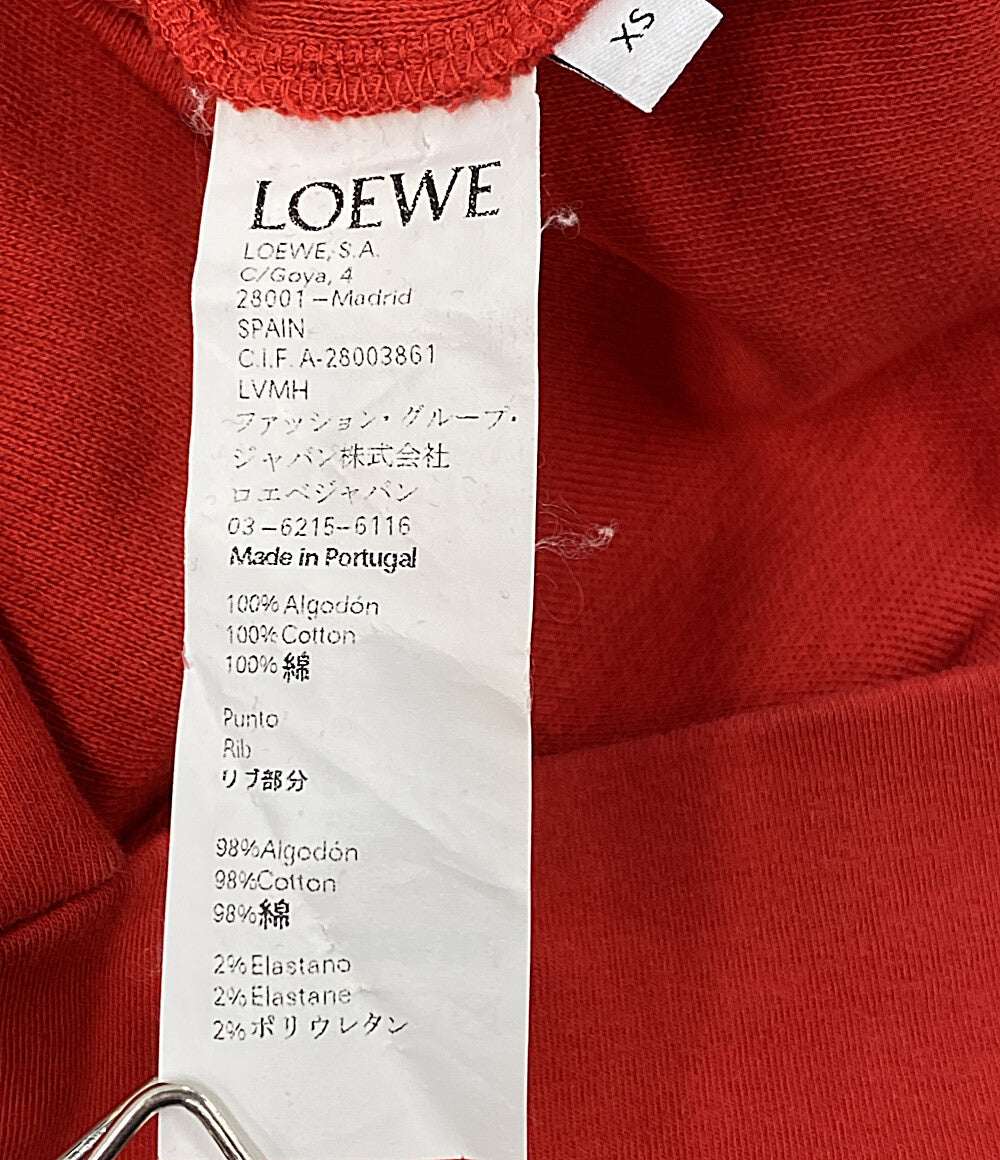 XS
LOEWE
LOEWE, S.A.
C/Goya, 4
28001-Madrid
SPAIN
C.I.F. A-28003861
LVMH
ファッション・グループ・
ジャパン株式会社
ロエベジャパン
03-6215-6116
Made in Portugal
100% Algodón
100% Cotton
100% 綿
Punto
Rib
リブ部分
98% Algodón
98% Cotton
98% 綿
2% Elastano
2% Elastane
2% ポリウレタン